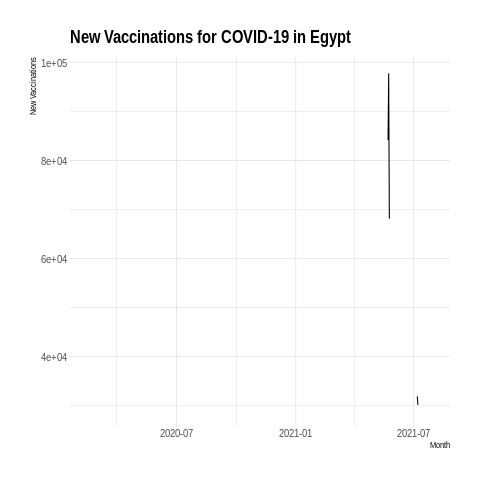 New Vaccinations for COVID-19 in Egypt
New Vaccinations
1e+05
8e+04
6e+04
4e+04
2020-07 2021-01 2021-07
Month